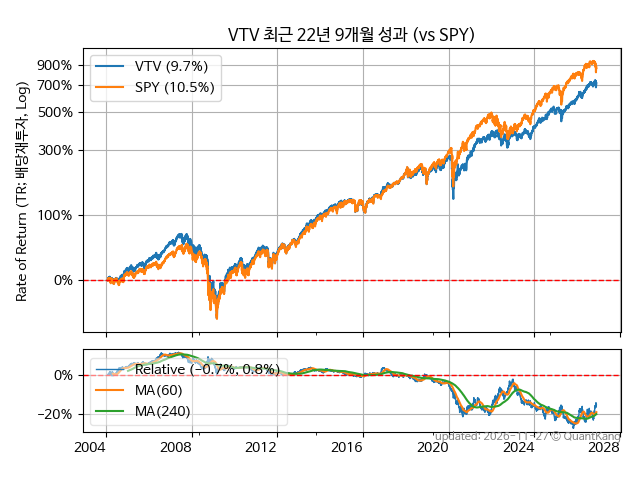 VTV 최근 22년 9개월 성과 (vs SPY)
Rate of Return (TR: 배당재투자, Log)
900%
700%
500%
300%
100%
0%
VTV (9.7%)
SPY (10.5%)
0%
−20%
Relative (−0.7%, 0.8%)
MA(60)
MA(240)
2004 2008 2012 2016 2020 2024 2028
updated: 2026-11-27 © QuantKang